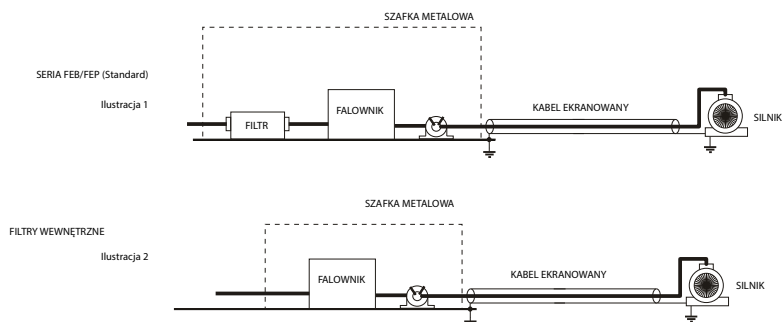 SZAFKA METALOWA
SERIA FEB/FEP (Standard)
Ilustracja 1
FILTR
FALOWNIK
KABEL EKRANOWANY
SILNIK
SZAFKA METALOWA
FILTRY WEWNĘTRZNE
Ilustracja 2
FALOWNIK
KABEL EKRANOWANY
SILNIK